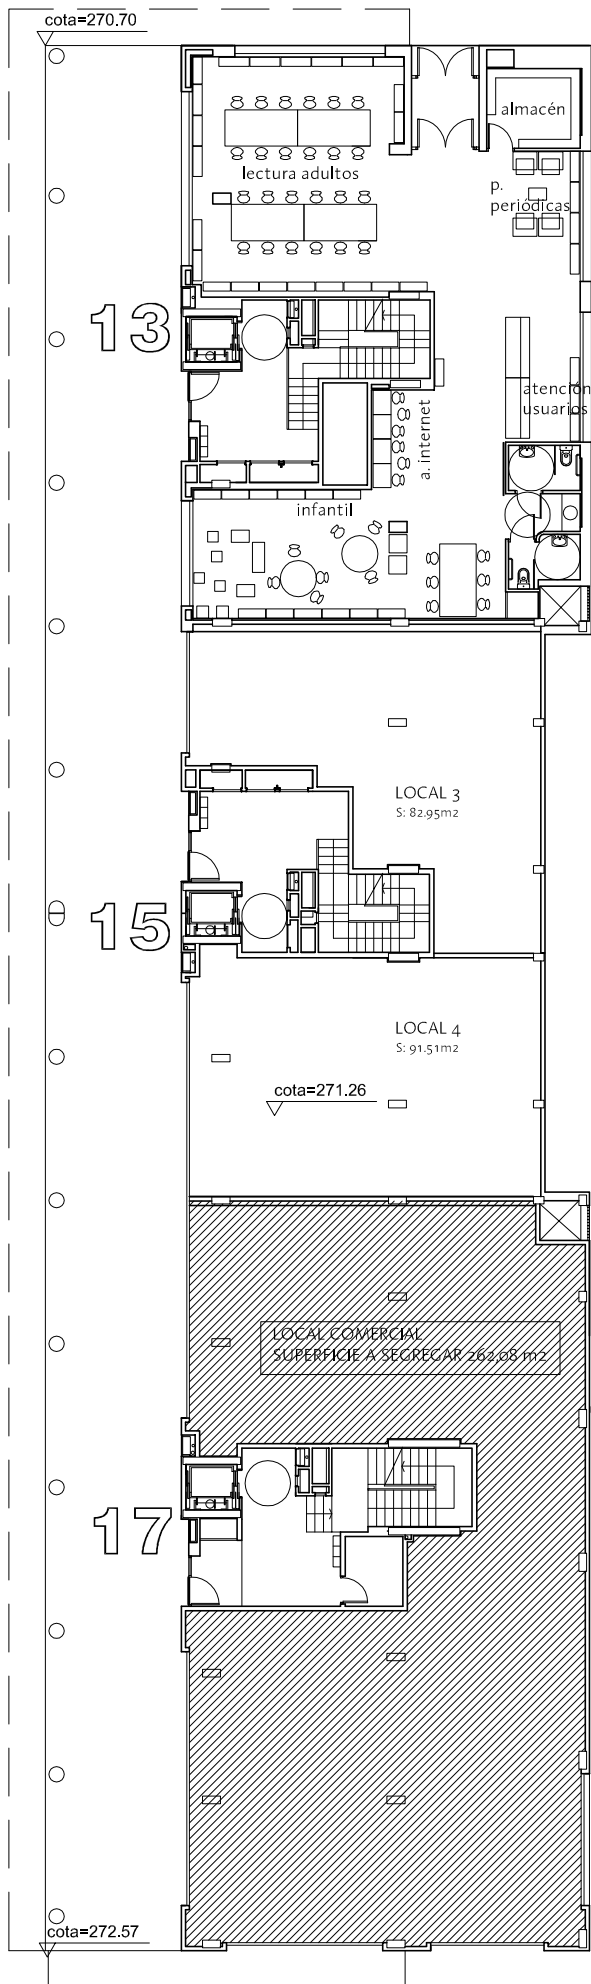 cota=270.70
almacén
lectura adultos
p.
periódicas
13
atención
usuarios
a. internet
infantil
LOCAL 3
S: 82.95m2
15
LOCAL 4
S: 91.51m2
cota=271.26
LOCAL COMERCIAL
SUPERFICIE A SEGREGAR 262,08 m2
17
cota=272.57